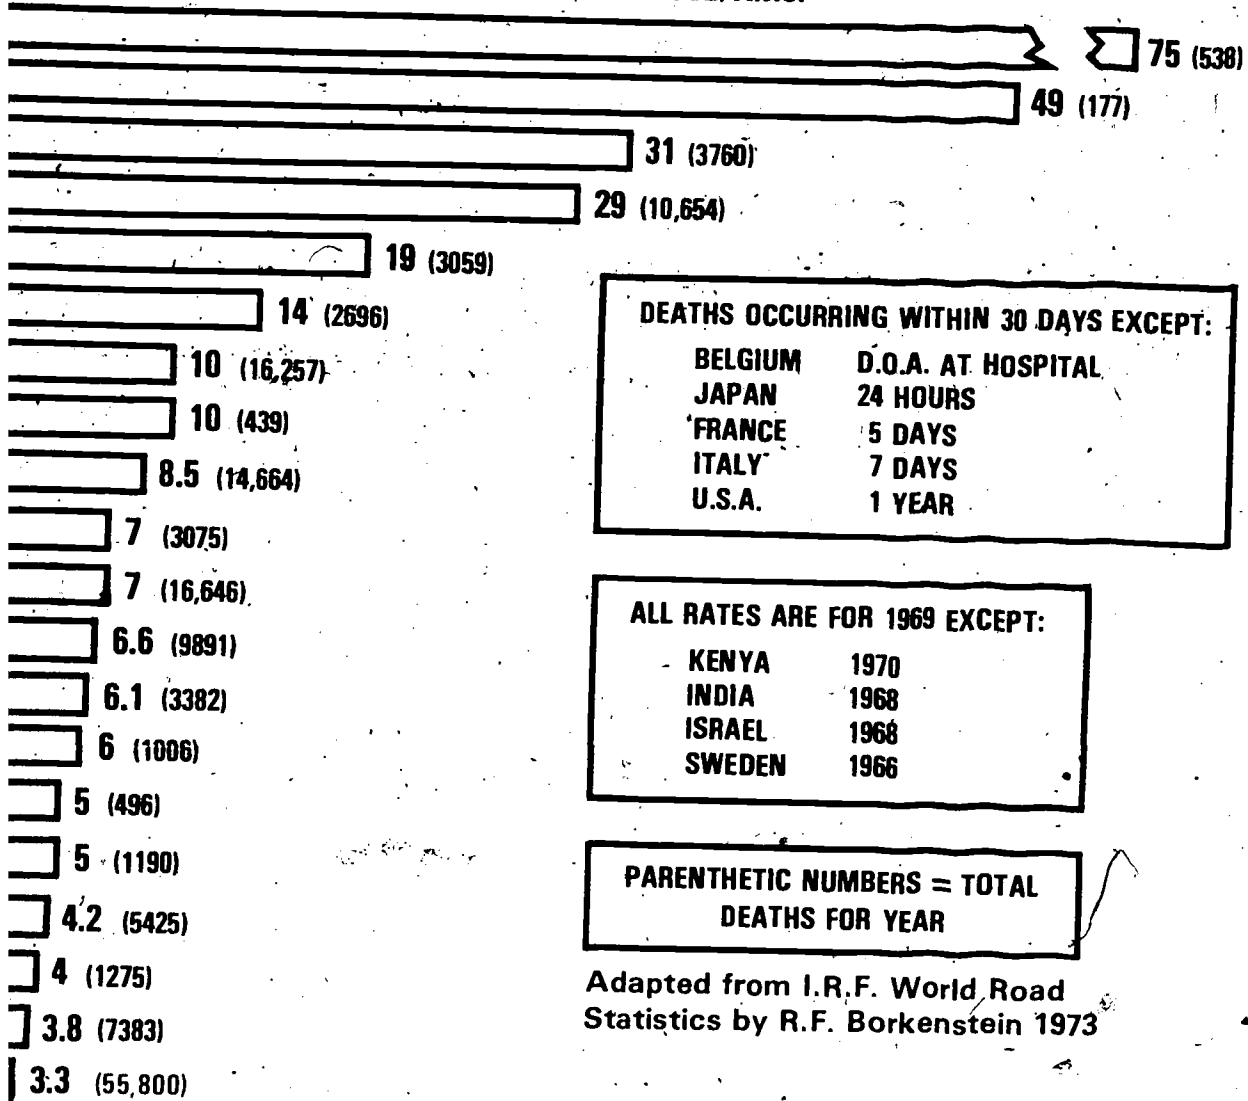 75 (538)
49 (177)
31 (3760)
29 (10,654)
19 (3059)
14 (2696)
10 (16,257)
10 (439)
8.5 (14,664)
7 (3075)
7 (16,646)
6.6 (9891)
6.1 (3382)
6 (1006)
5 (496)
5 (1190)
4.2 (5425)
4 (1275)
3.8 (7383)
3.3 (55,800)
DEATHS OCCURRING WITHIN 30 DAYS EXCEPT:
BELGIUM D.O.A. AT HOSPITAL
JAPAN 24 HOURS
FRANCE 5 DAYS
ITALY 7 DAYS
U.S.A. 1 YEAR
ALL RATES ARE FOR 1969 EXCEPT:
KENYA 1970
INDIA 1968
ISRAEL 1968
SWEDEN 1966
PARENTHETIC NUMBERS = TOTAL
DEATHS FOR YEAR
Adapted from I.R.F. World Road
Statistics by R.F. Borkenstein 1973